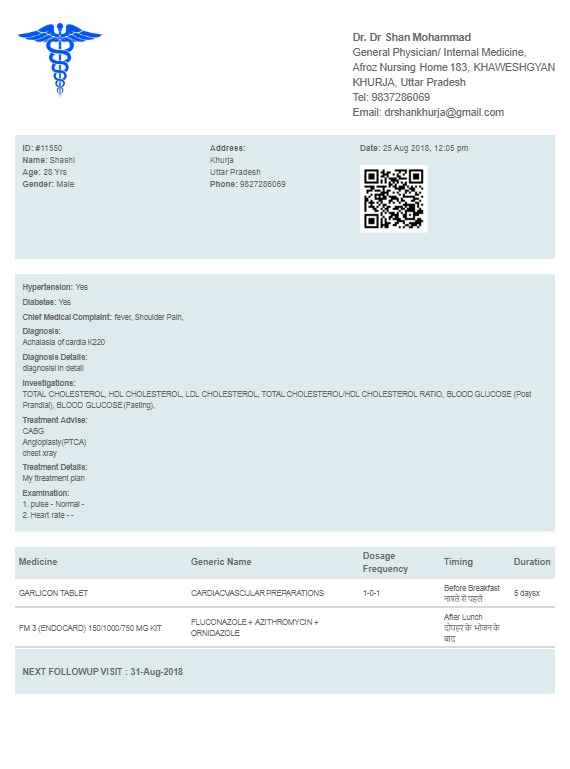 Dr. Dr Shan Mohammad
General Physician/ Internal Medicine,
Afroz Nursing Home 183, KHAWESHGYAN
KHURJA, Uttar Pradesh
Tel: 9837286069
Email: drshankhurja@gmail.com
ID: #11550
Name: Shashi
Age: 28 Yrs
Gender: Male
Address:
Khurja
Uttar Pradesh
Phone: 9827286069
Date: 25 Aug 2018, 12:05 pm
Hypertension: Yes
Diabetes: Yes
Chief Medical Complaint: fever, Shoulder Pain,
Diagnosis:
Achalasia of cardia K220
Diagnosis Details:
diagnosisl in detail
Investigations:
TOTAL CHOLESTEROL, HDL CHOLESTEROL, LDL CHOLESTEROL, TOTAL CHOLESTEROL/HDL CHOLESTEROL RATIO, BLOOD GLUCOSE (Post
Prandial), BLOOD GLUCOSE (Fasting),
Treatment Advise:
CABG
Angioplasty(PTCA)
chest xray
Treatment Details:
My ttreatment plan
Examination:
1. pulse - Normal -
2. Heart rate - -
Medicine Generic Name Dosage Frequency Timing Duration
GARLICON TABLET CARDIACVASCULAR PREPARATIONS 1-0-1 Before Breakfast 5 daysx
नाश्ते से पहले
FM 3 (ENDOCARD) 150/1000/750 MG KIT FLUCONAZOLE + AZITHROMYCIN + After Lunch
ORNIDAZOLE दोपहर के भोजन के
बाद
NEXT FOLLOWUP VISIT : 31-Aug-2018